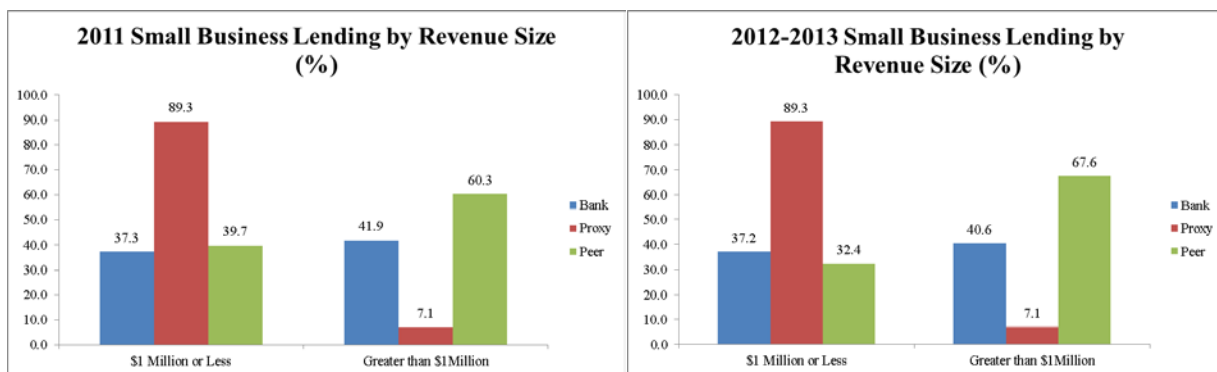 2011 Small Business Lending by Revenue Size
(%)
100.0
90.0
80.0
70.0
60.0
50.0
40.0
30.0
20.0
10.0
0.0
37.3
89.3
39.7
41.9
7.1
60.3
$1 Million or Less
Greater than $1Million
Bank
Proxy
Peer
2012-2013 Small Business Lending by
Revenue Size (%)
100.0
90.0
80.0
70.0
60.0
50.0
40.0
30.0
20.0
10.0
0.0
37.2
89.3
32.4
40.6
7.1
67.6
$1 Million or Less
Greater than $1Million
Bank
Proxy
Peer